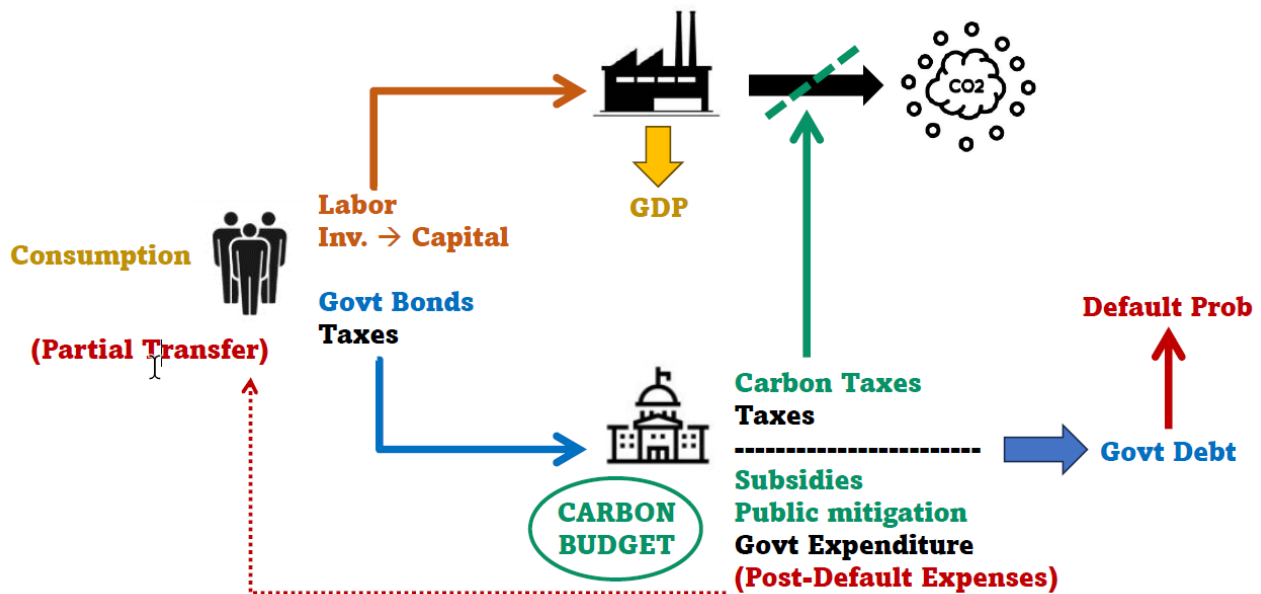 CO2
Labor
Inv. → Capital
GDP
Consumption
Govt Bonds
Taxes
(Partial Transfer)
Default Prob
Carbon Taxes
Taxes
-------------------------
Govt Debt
Subsidies
Public mitigation
Govt Expenditure
(Post-Default Expenses)
CARBON
BUDGET